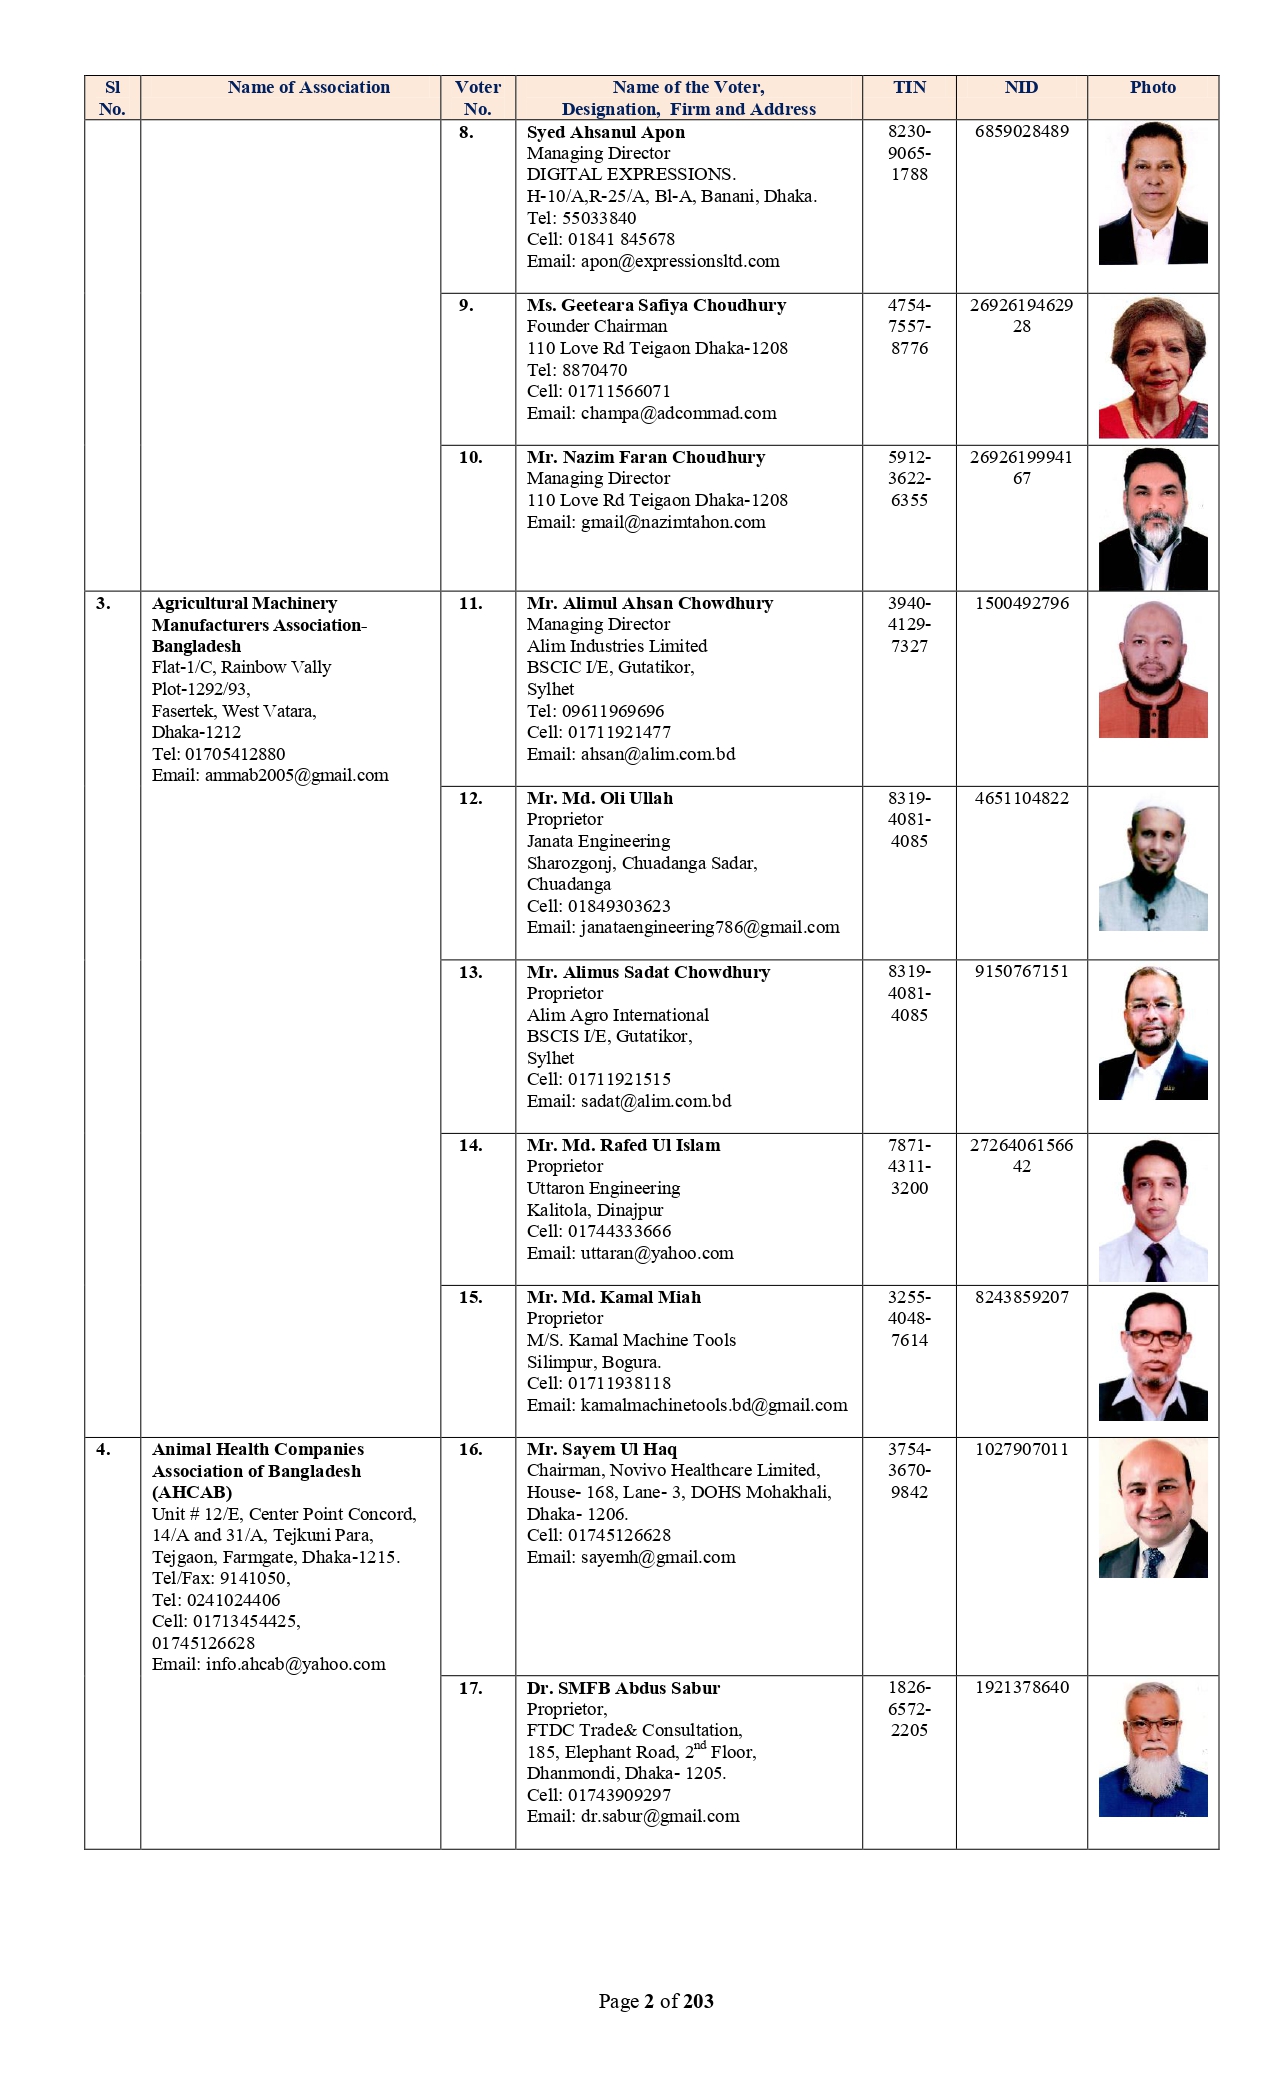 Sl No.
Name of Association
Voter No.
Name of the Voter,
Designation, Firm and Address
TIN
NID
Photo
8.
Syed Ahsanul Apon
Managing Director
DIGITAL EXPRESSIONS.
H-10/A,R-25/A, Bl-A, Banani, Dhaka.
Tel: 55033840
Cell: 01841 845678
Email: apon@expressionsltd.com
8230-
9065-
1788
6859028489
9.
Ms. Geeteara Safiya Choudhury
Founder Chairman
110 Love Rd Teigaon Dhaka-1208
Tel: 8870470
Cell: 01711566071
Email: champa@adcommad.com
4754-
7557-
8776
26926194629
28
10.
Mr. Nazim Faran Choudhury
Managing Director
110 Love Rd Teigaon Dhaka-1208
Email: gmail@nazimtahon.com
5912-
3622-
6355
26926199941
67
3.
Agricultural Machinery
Manufacturers Association-
Bangladesh
Flat-1/C, Rainbow Vally
Plot-1292/93,
Fasertek, West Vatara,
Dhaka-1212
Tel: 01705412880
Email: ammab2005@gmail.com
11.
Mr. Alimul Ahsan Chowdhury
Managing Director
Alim Industries Limited
BSCIC I/E, Gutatikor,
Sylhet
Tel: 09611969696
Cell: 01711921477
Email: ahsan@alim.com.bd
3940-
4129-
7327
1500492796
12.
Mr. Md. Oli Ullah
Proprietor
Janata Engineering
Sharozgonj, Chuadanga Sadar,
Chuadanga
Cell: 01849303623
Email: janataengineering786@gmail.com
8319-
4081-
4085
4651104822
13.
Mr. Alimus Sadat Chowdhury
Proprietor
Alim Agro International
BSCIS I/E, Gutatikor,
Sylhet
Cell: 01711921515
Email: sadat@alim.com.bd
8319-
4081-
4085
9150767151
14.
Mr. Md. Rafed Ul Islam
Proprietor
Uttaron Engineering
Kalitola, Dinajpur
Cell: 01744333666
Email: uttaran@yahoo.com
7871-
4311-
3200
27264061566
42
15.
Mr. Md. Kamal Miah
Proprietor
M/S. Kamal Machine Tools
Silimpur, Bogura.
Cell: 01711938118
Email: kamalmachinetools.bd@gmail.com
3255-
4048-
7614
8243859207
4.
Animal Health Companies
Association of Bangladesh
(AHCAB)
Unit # 12/E, Center Point Concord,
14/A and 31/A, Tejkuni Para,
Tejgaon, Farmgate, Dhaka-1215.
Tel/Fax: 9141050,
Tel: 0241024406
Cell: 01713454425,
01745126628
Email: info.ahcab@yahoo.com
16.
Mr. Sayem Ul Haq
Chairman, Novivo Healthcare Limited,
House- 168, Lane- 3, DOHS Mohakhali,
Dhaka- 1206.
Cell: 01745126628
Email: sayemh@gmail.com
3754-
3670-
9842
1027907011
17.
Dr. SMFB Abdus Sabur
Proprietor,
FTDC Trade& Consultation,
185, Elephant Road, 2nd Floor,
Dhanmondi, Dhaka- 1205.
Cell: 01743909297
Email: dr.sabur@gmail.com
1826-
6572-
2205
1921378640
Page 2 of 203